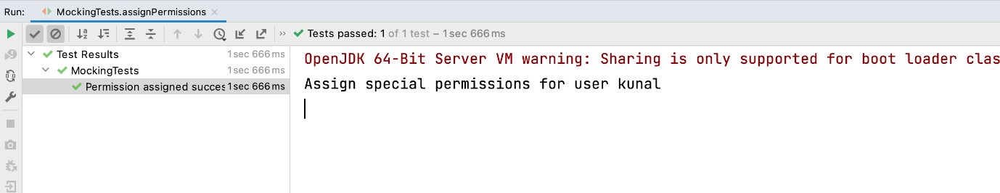 Run: MockingTests.assignPermissions
Tests passed: 1 of 1 test – 1 sec 666 ms
Test Results 1 sec 666 ms
MockingTests 1 sec 666 ms
Permission assigned succes 1 sec 666 ms
OpenJDK 64-Bit Server VM warning: Sharing is only supported for boot loader clas
Assign special permissions for user kunal